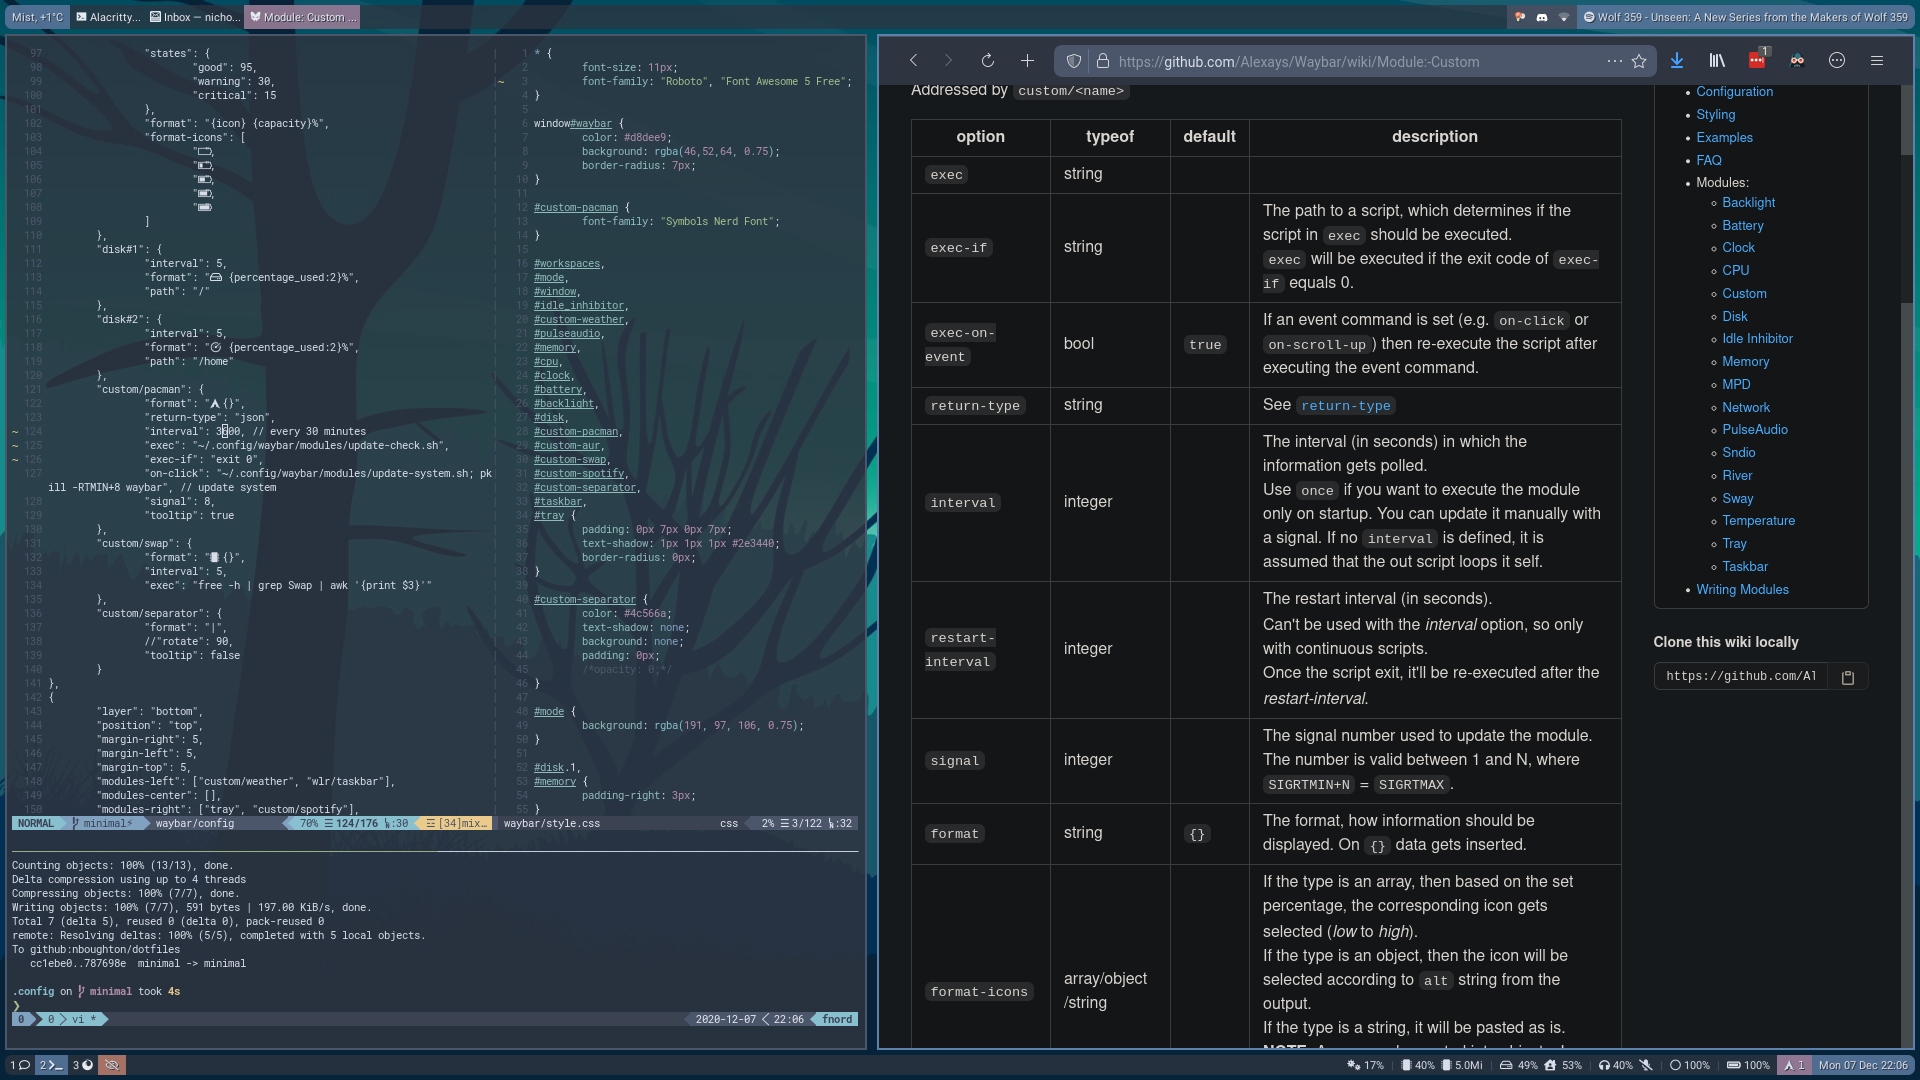 Mist, +1°C
Alacritty...
Inbox — nicho...
Module: Custom ...
Wolf 359 - Unseen: A New Series from the Makers of Wolf 359
97 "states": {
98 "good": 95,
99 "warning": 30,
100 "critical": 15
101 },
102 "format": "{icon} {capacity}%",
103 "format-icons": [
104 "",
105 "",
106 "",
107 "",
108 ""
109 ]
110 },
111 "disk#1": {
112 "interval": 5,
113 "format": " {percentage_used:2}%",
114 "path": "/"
115 },
116 "disk#2": {
117 "interval": 5,
118 "format": " {percentage_used:2}%",
119 "path": "/home"
120 },
121 "custom/pacman": {
122 "format": " {}",
123 "return-type": "json",
~ 124 "interval": 3600, // every 30 minutes
~ 125 "exec": "~/.config/waybar/modules/update-check.sh",
~ 126 "exec-if": "exit 0",
127 "on-click": "~/.config/waybar/modules/update-system.sh; pk
ill -RTMIN+8 waybar", // update system
128 "signal": 8,
129 "tooltip": true
130 },
131 "custom/swap": {
132 "format": " {}",
133 "interval": 5,
134 "exec": "free -h | grep Swap | awk '{print $3}'"
135 },
136 "custom/separator": {
137 "format": "|",
138 //"rotate": 90,
139 "tooltip": false
140 }
141 },
142 {
143 "layer": "bottom",
144 "position": "top",
145 "margin-right": 5,
146 "margin-left": 5,
147 "margin-top": 5,
148 "modules-left": ["custom/weather", "wlr/taskbar"],
149 "modules-center": [],
150 "modules-right": ["tray", "custom/spotify"],
NORMAL minimal waybar/config 70% 124/176 :30 [34]mix…
1 * {
2 font-size: 11px;
~ 3 font-family: "Roboto", "Font Awesome 5 Free";
4 }
5
6 window#waybar {
7 color: #d8dee9;
8 background: rgba(46,52,64, 0.75);
9 border-radius: 7px;
10 }
11
12 #custom-pacman {
13 font-family: "Symbols Nerd Font";
14 }
15
16 #workspaces,
17 #mode,
18 #window,
19 #idle_inhibitor,
20 #custom-weather,
21 #pulseaudio,
22 #memory,
23 #cpu,
24 #clock,
25 #battery,
26 #backlight,
27 #disk,
28 #custom-pacman,
29 #custom-aur,
30 #custom-swap,
31 #custom-spotify,
32 #custom-separator,
33 #taskbar,
34 #tray {
35 padding: 0px 7px 0px 7px;
36 text-shadow: 1px 1px 1px #2e3440;
37 border-radius: 0px;
38 }
39
40 #custom-separator {
41 color: #4c566a;
42 text-shadow: none;
43 background: none;
44 padding: 0px;
45 /*opacity: 0;*/
46 }
47
48 #mode {
49 background: rgba(191, 97, 106, 0.75);
50 }
51
52 #disk.1,
53 #memory {
54 padding-right: 3px;
55 }
waybar/style.css css 2% 3/122 :32
Counting objects: 100% (13/13), done.
Delta compression using up to 4 threads
Compressing objects: 100% (7/7), done.
Writing objects: 100% (7/7), 591 bytes | 197.00 KiB/s, done.
Total 7 (delta 5), reused 0 (delta 0), pack-reused 0
remote: Resolving deltas: 100% (5/5), completed with 5 local objects.
To github:nboughton/dotfiles
cc1ebe0..787698e minimal -> minimal
.config on minimal took 4s
❯
0 0 vi * 2020-12-07 22:06 fnord
https://github.com/Alexays/Waybar/wiki/Module:-Custom
1
Addressed by custom/<name>
option typeof default description
exec string
exec-if string
The path to a script, which determines if the
script in exec should be executed.
exec will be executed if the exit code of exec-
if equals 0.
exec-on-
event bool true
If an event command is set (e.g. on-click or
on-scroll-up) then re-execute the script after
executing the event command.
return-type string See return-type
interval integer
The interval (in seconds) in which the
information gets polled.
Use once if you want to execute the module
only on startup. You can update it manually with
a signal. If no interval is defined, it is
assumed that the out script loops it self.
restart-
interval integer
The restart interval (in seconds).
Can't be used with the interval option, so only
with continuous scripts.
Once the script exit, it'll be re-executed after the
restart-interval.
signal integer
The signal number used to update the module.
The number is valid between 1 and N, where
SIGRTMIN+N = SIGRTMAX.
format string {}
The format, how information should be
displayed. On {} data gets inserted.
format-icons array/object
/string
If the type is an array, then based on the set
percentage, the corresponding icon gets
selected (low to high).
If the type is an object, then the icon will be
selected according to alt string from the
output.
If the type is a string, it will be pasted as is.
Configuration
Styling
Examples
FAQ
Modules:
Backlight
Battery
Clock
CPU
Custom
Disk
Idle Inhibitor
Memory
MPD
Network
PulseAudio
Sndio
River
Sway
Temperature
Tray
Taskbar
Writing Modules
Clone this wiki locally
https://github.com/Al
1 2 3
17% | 40% 5.0Mi | 49% 53% | 40% | 100% | 100% 1 Mon 07 Dec 22:06